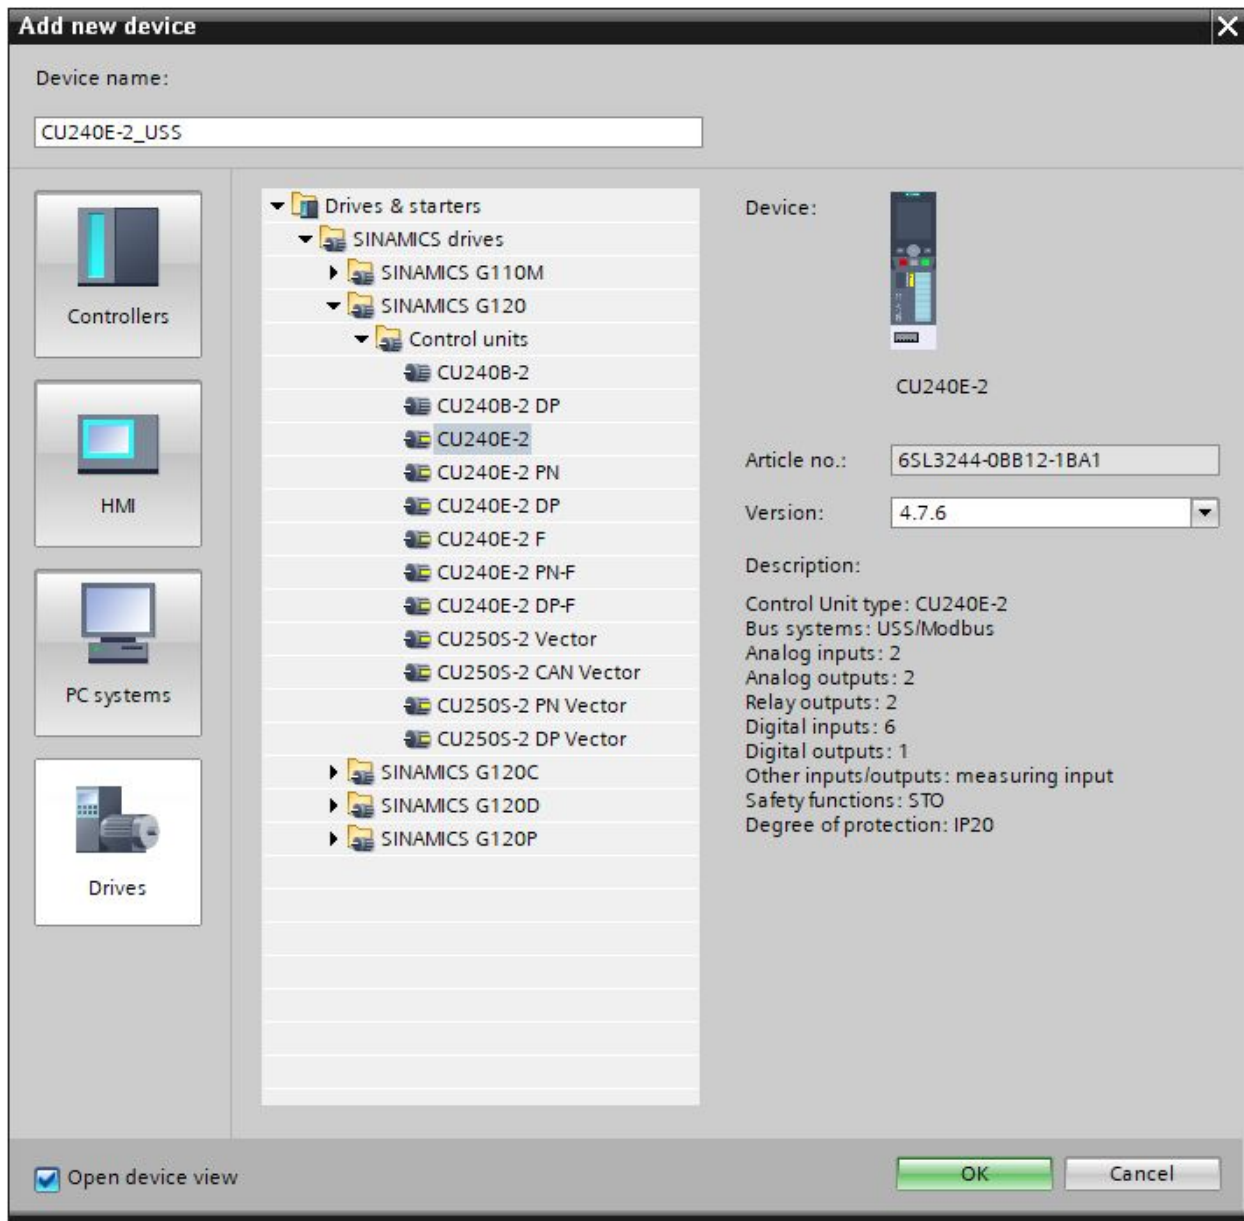 Add new device
Device name:
CU240E-2_USS
Controllers
HMI
PC systems
Drives
Drives & starters
SINAMICS drives
SINAMICS G110M
SINAMICS G120
Control units
CU240B-2
CU240B-2 DP
CU240E-2
CU240E-2 PN
CU240E-2 DP
CU240E-2 F
CU240E-2 PN-F
CU240E-2 DP-F
CU250S-2 Vector
CU250S-2 CAN Vector
CU250S-2 PN Vector
CU250S-2 DP Vector
SINAMICS G120C
SINAMICS G120D
SINAMICS G120P
Device:
CU240E-2
Article no.: 6SL3244-0BB12-1BA1
Version: 4.7.6
Description:
Control Unit type: CU240E-2
Bus systems: USS/Modbus
Analog inputs: 2
Analog outputs: 2
Relay outputs: 2
Digital inputs: 6
Digital outputs: 1
Other inputs/outputs: measuring input
Safety functions: STO
Degree of protection: IP20
Open device view
OK
Cancel